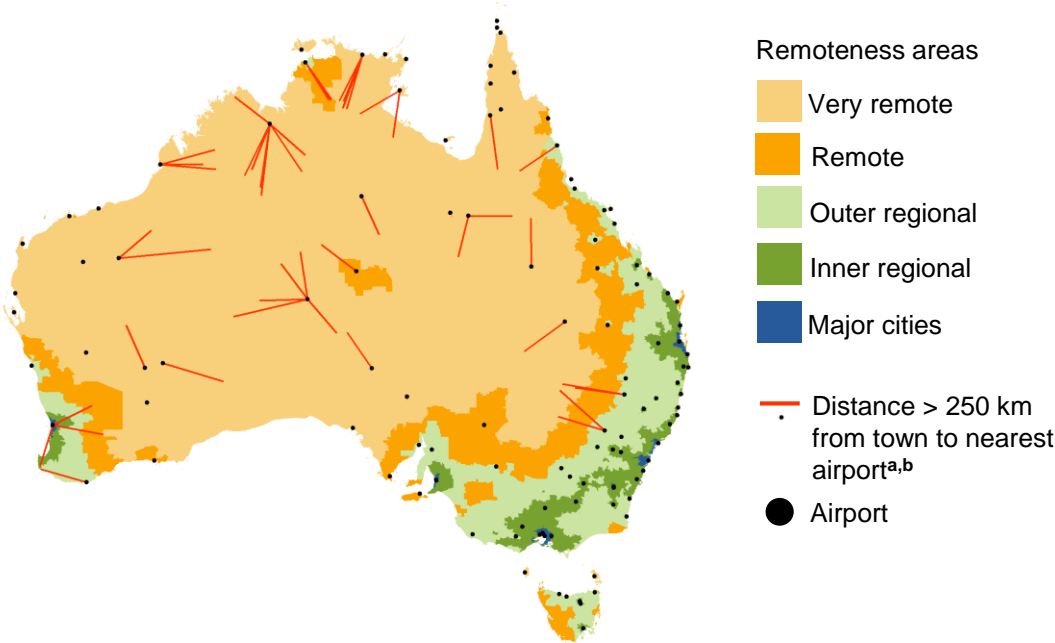 Remoteness areas
Very remote
Remote
Outer regional
Inner regional
Major cities
Distance > 250 km
from town to nearest
airporta,b
Airport